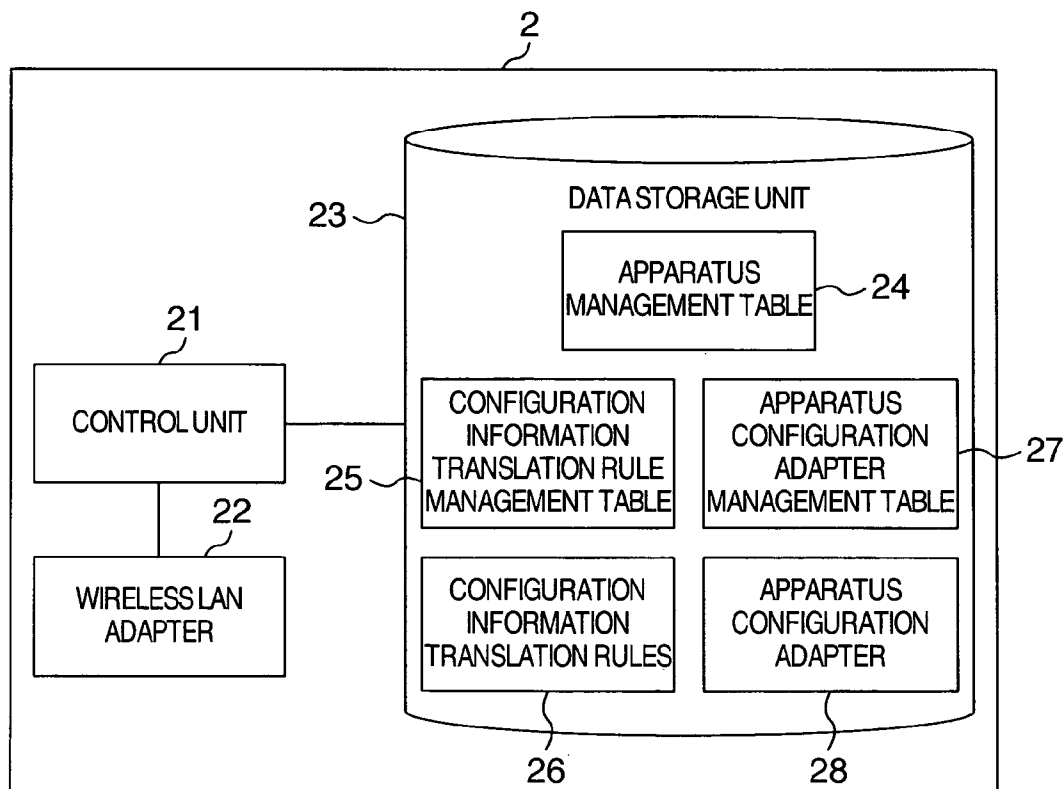 2
DATA STORAGE UNIT
23
APPARATUS
MANAGEMENT TABLE
24
21
CONTROL UNIT
CONFIGURATION
INFORMATION
TRANSLATION RULE
MANAGEMENT TABLE
25
APPARATUS
CONFIGURATION
ADAPTER
MANAGEMENT TABLE
27
22
WIRELESS LAN
ADAPTER
CONFIGURATION
INFORMATION
TRANSLATION RULES
26
APPARATUS
CONFIGURATION
ADAPTER
28